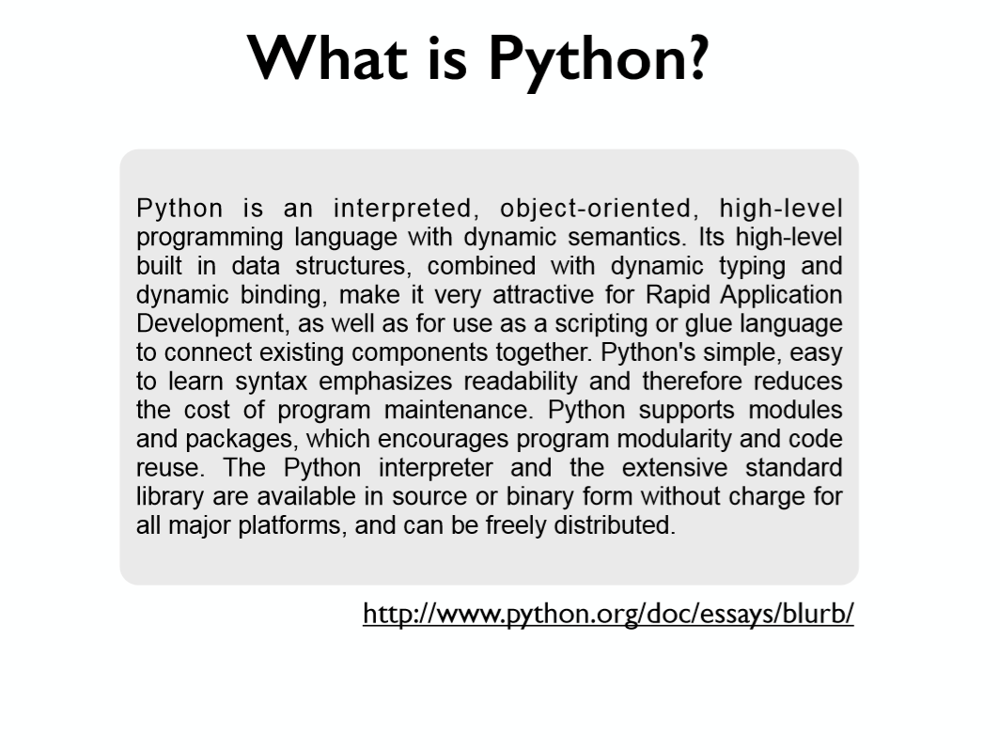 What is Python?
Python is an interpreted, object-oriented, high-level
programming language with dynamic semantics. Its high-level
built in data structures, combined with dynamic typing and
dynamic binding, make it very attractive for Rapid Application
Development, as well as for use as a scripting or glue language
to connect existing components together. Python's simple, easy
to learn syntax emphasizes readability and therefore reduces
the cost of program maintenance. Python supports modules
and packages, which encourages program modularity and code
reuse. The Python interpreter and the extensive standard
library are available in source or binary form without charge for
all major platforms, and can be freely distributed.
http://www.python.org/doc/essays/blurb/